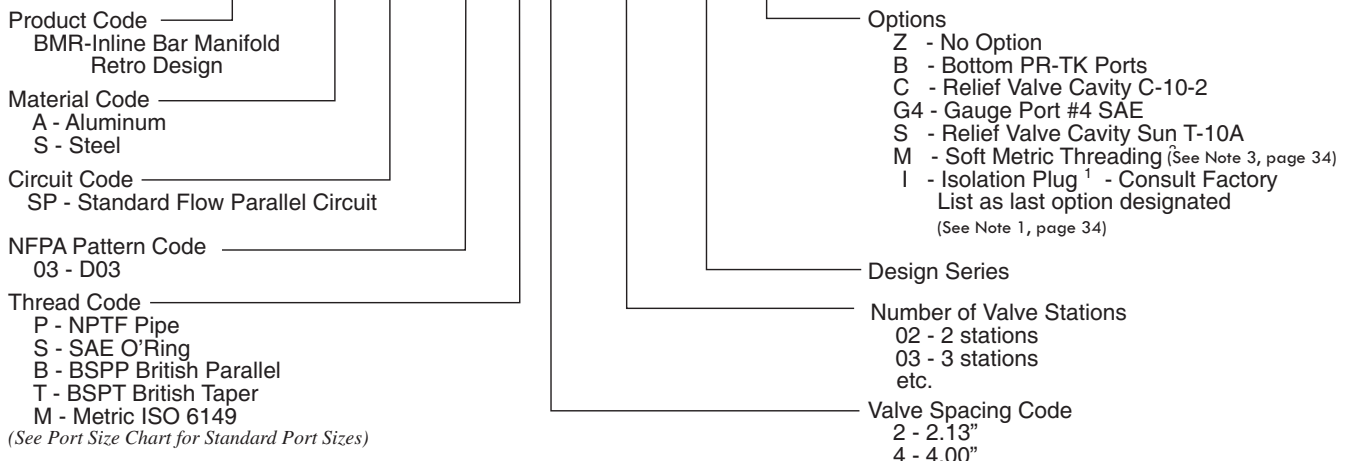 Product Code
BMR-Inline Bar Manifold
Retro Design
Material Code
A - Aluminum
S - Steel
Circuit Code
SP - Standard Flow Parallel Circuit
NFPA Pattern Code
03 - D03
Thread Code
P - NPTF Pipe
S - SAE O’Ring
B - BSPP British Parallel
T - BSPT British Taper
M - Metric ISO 6149
(See Port Size Chart for Standard Port Sizes)
Options
Z - No Option
B - Bottom PR-TK Ports
C - Relief Valve Cavity C-10-2
G4 - Gauge Port #4 SAE
S - Relief Valve Cavity Sun T-10A
M - Soft Metric Threading (See Note 3, page 34)
I - Isolation Plug 1 - Consult Factory
List as last option designated
(See Note 1, page 34)
Design Series
Number of Valve Stations
02 - 2 stations
03 - 3 stations
etc.
Valve Spacing Code
2 - 2.13”
4 - 4.00”